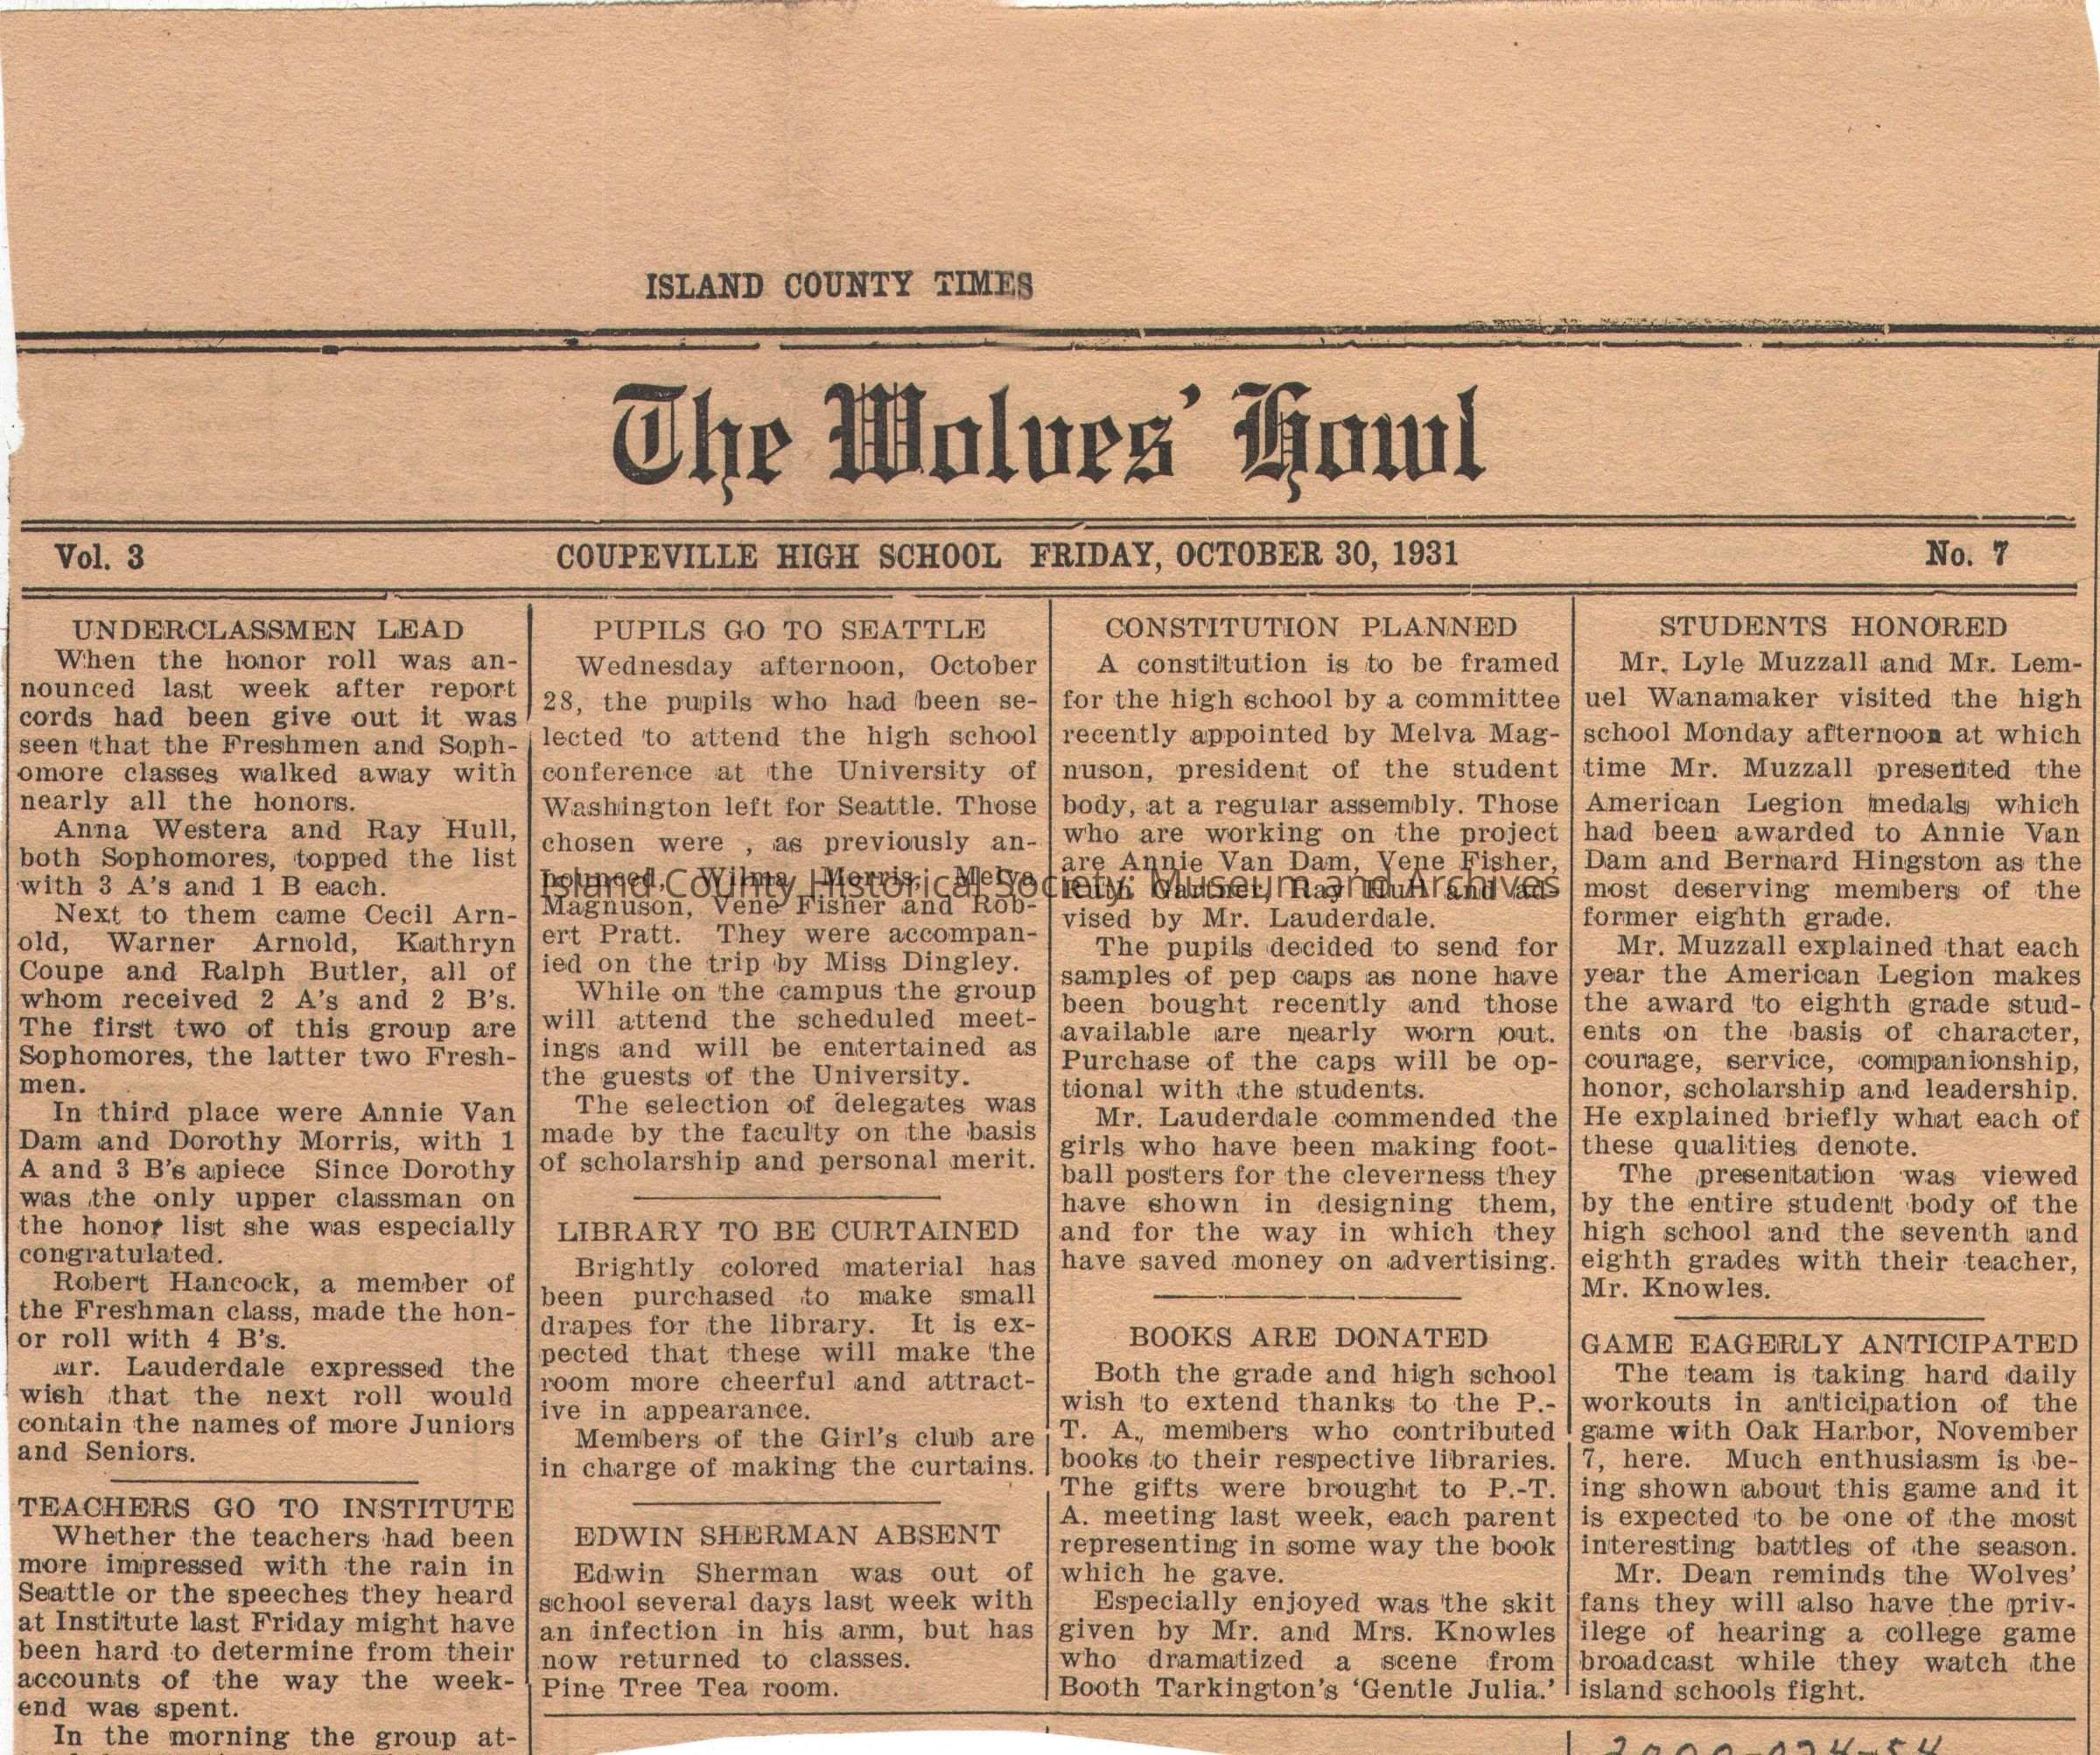 ISLAND COUNTY TIMES
The Wolves' Howl
Vol. 3
COUPEVILLE HIGH SCHOOL FRIDAY, OCTOBER 30, 1931
No. 7
UNDERCLASSMEN LEAD
When the honor roll was an-
nounced last week after report
cords had been give out it was
seen that the Freshmen and Soph-
omore classes walked away with
nearly all the honors.
Anna Westera and Ray Hull,
both Sophomores, topped the list
with 3 A's and 1 B each.
Next to them came Cecil Arn-
old, Warner Arnold, Kathryn
Coupe and Ralph Butler, all of
whom received 2 A's and 2 B's.
The first two of this group are
Sophomores, the latter two Fresh-
men.
In third place were Annie Van
Dam and Dorothy Morris, with 1
A and 3 B's apiece Since Dorothy
was the only upper classman on
the honor list she was especially
congratulated.
Robert Hancock, a member of
the Freshman class, made the hon-
or roll with 4 B's.
Mr. Lauderdale expressed the
wish that the next roll would
contain the names of more Juniors
and Seniors.
TEACHERS GO TO INSTITUTE
Whether the teachers had been
more impressed with the rain in
Seattle or the speeches they heard
at Institute last Friday might have
been hard to determine from their
accounts of the way the week-
end was spent.
In the morning the group at-
PUPILS GO TO SEATTLE
Wednesday afternoon, October
28, the pupils who had been se-
lected to attend the high school
conference at the University of
Washington left for Seattle. Those
chosen were , as previously an-
nounced, Wilma Morris, Melva
Magnuson, Vene Fisher and Rob-
ert Pratt. They were accompan-
ied on the trip by Miss Dingley.
While on the campus the group
will attend the scheduled meet-
ings and will be entertained as
the guests of the University.
The selection of delegates was
made by the faculty on the basis
of scholarship and personal merit.
LIBRARY TO BE CURTAINED
Brightly colored material has
been purchased to make small
drapes for the library. It is ex-
pected that these will make the
room more cheerful and attract-
ive in appearance.
Members of the Girl's club are
in charge of making the curtains.
EDWIN SHERMAN ABSENT
Edwin Sherman was out of
school several days last week with
an infection in his arm, but has
now returned to classes.
Pine Tree Tea room.
CONSTITUTION PLANNED
A constitution is to be framed
for the high school by a committee
recently appointed by Melva Mag-
nuson, president of the student
body, at a regular assembly. Those
who are working on the project
are Annie Van Dam, Vene Fisher,
Ray Hull and ad-
vised by Mr. Lauderdale.
The pupils decided to send for
samples of pep caps as none have
been bought recently and those
available are nearly worn out.
Purchase of the caps will be op-
tional with the students.
Mr. Lauderdale commended the
girls who have been making foot-
ball posters for the cleverness they
have shown in designing them,
and for the way in which they
have saved money on advertising.
BOOKS ARE DONATED
Both the grade and high school
wish to extend thanks to the P.-
T. A., members who contributed
books to their respective libraries.
The gifts were brought to P.-T.
A. meeting last week, each parent
representing in some way the book
which he gave.
Especially enjoyed was the skit
given by Mr. and Mrs. Knowles
who dramatized a scene from
Booth Tarkington's 'Gentle Julia.'
STUDENTS HONORED
Mr. Lyle Muzzall and Mr. Lem-
uel Wanamaker visited the high
school Monday afternoon at which
time Mr. Muzzall presented the
American Legion medals which
had been awarded to Annie Van
Dam and Bernard Hingston as the
most deserving members of the
former eighth grade.
Mr. Muzzall explained that each
year the American Legion makes
the award to eighth grade stud-
ents on the basis of character,
courage, service, companionship,
honor, scholarship and leadership.
He explained briefly what each of
these qualities denote.
The presentation was viewed
by the entire student body of the
high school and the seventh and
eighth grades with their teacher,
Mr. Knowles.
GAME EAGERLY ANTICIPATED
The team is taking hard daily
workouts in anticipation of the
game with Oak Harbor, November
7, here. Much enthusiasm is be-
ing shown about this game and it
is expected to be one of the most
interesting battles of the season.
Mr. Dean reminds the Wolves'
fans they will also have the priv-
ilege of hearing a college game
broadcast while they watch the
island schools fight.
Island County Historical Society, Museum and Archives